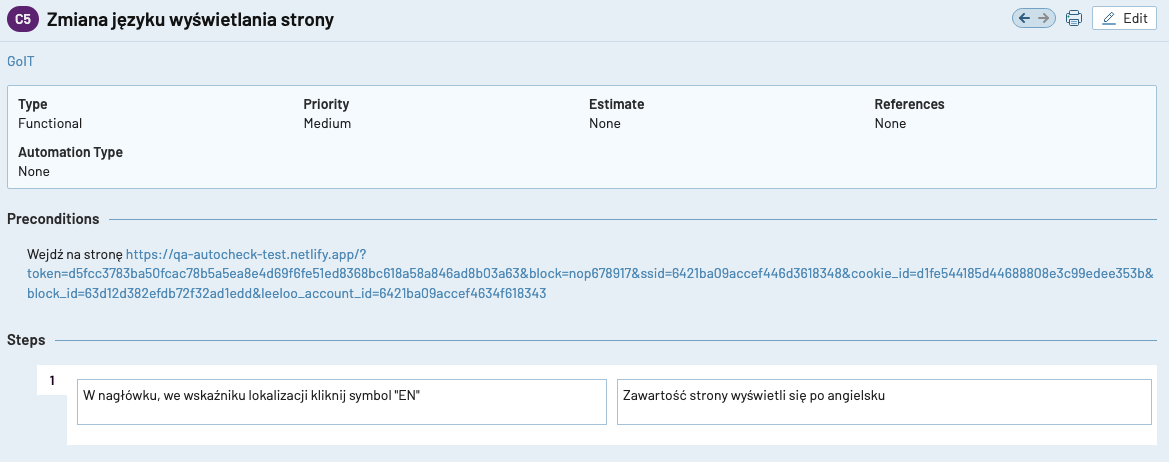 C5 Zmiana języku wyświetlania strony
Edit
GoIT
Type Priority Estimate References
Functional Medium None None
Automation Type
None
Preconditions
Wejdź na stronę https://qa-autocheck-test.netlify.app/?
token=d5fcc3783ba50fcac78b5a5ea8e4d69f6fe51ed8368bc618a58a846ad8b03a63&block=nop678917&ssid=6421ba09accef446d3618348&cookie_id=d1fe544185d44688808e3c99edee353b&
block_id=63d12d382efdb72f32ad1edd&leeloo_account_id=6421ba09accef4634f618343
Steps
1
W nagłówku, we wskaźniku lokalizacji kliknij symbol "EN" Zawartość strony wyświetli się po angielsku